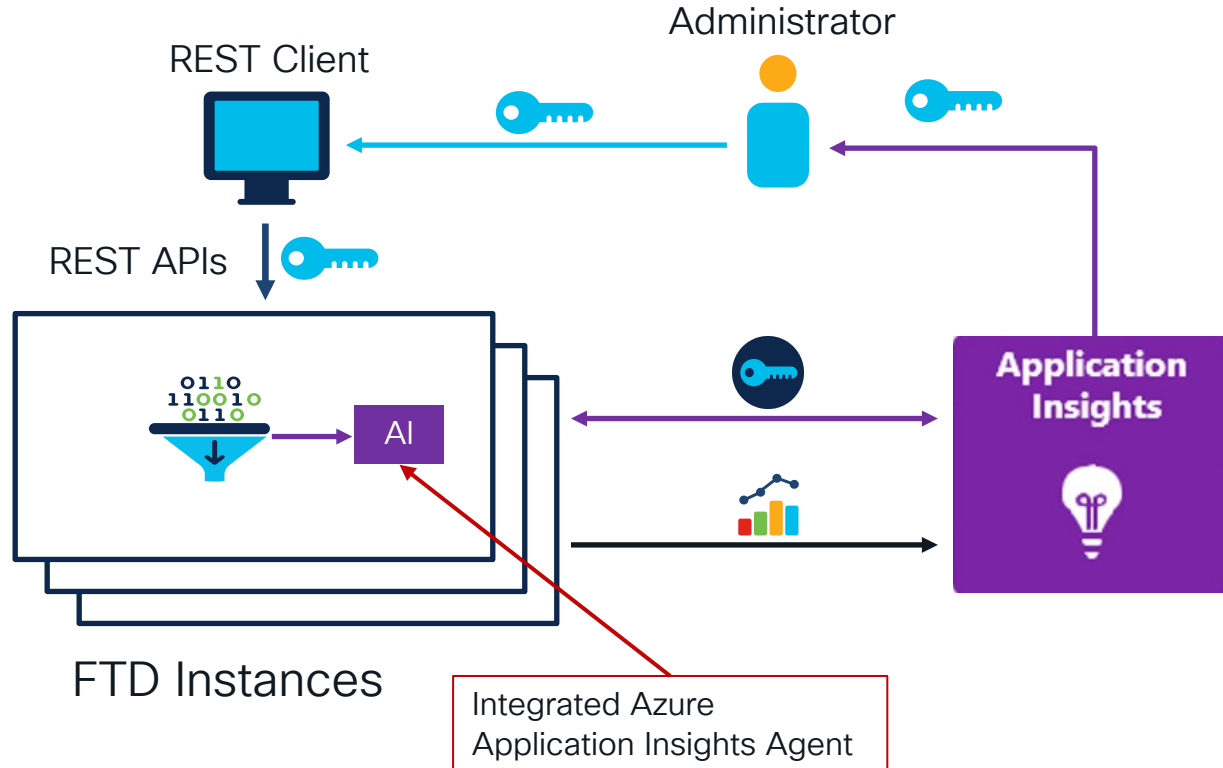 Administrator
REST Client
REST APIs
0110
110010
0110
AI
Application
Insights
FTD Instances
Integrated Azure
Application Insights Agent